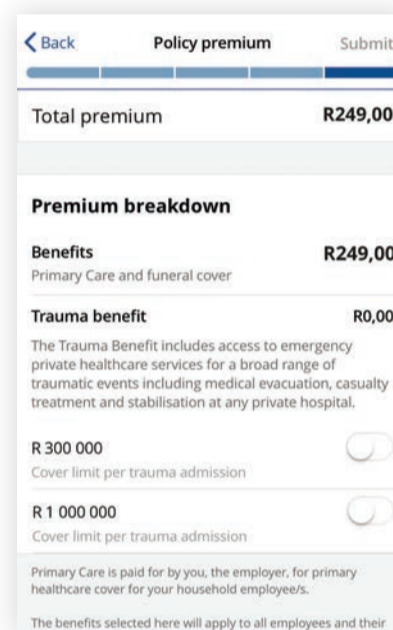 Back Policy premium Submit
Total premium R249,00
Premium breakdown
Benefits R249,00
Primary Care and funeral cover
Trauma benefit R0,00
The Trauma Benefit includes access to emergency
private healthcare services for a broad range of
traumatic events including medical evacuation, casualty
treatment and stabilisation at any private hospital.
R 300 000
Cover limit per trauma admission
R 1 000 000
Cover limit per trauma admission
Primary Care is paid for by you, the employer, for primary
healthcare cover for your household employee/s.
The benefits selected here will apply to all employees and their